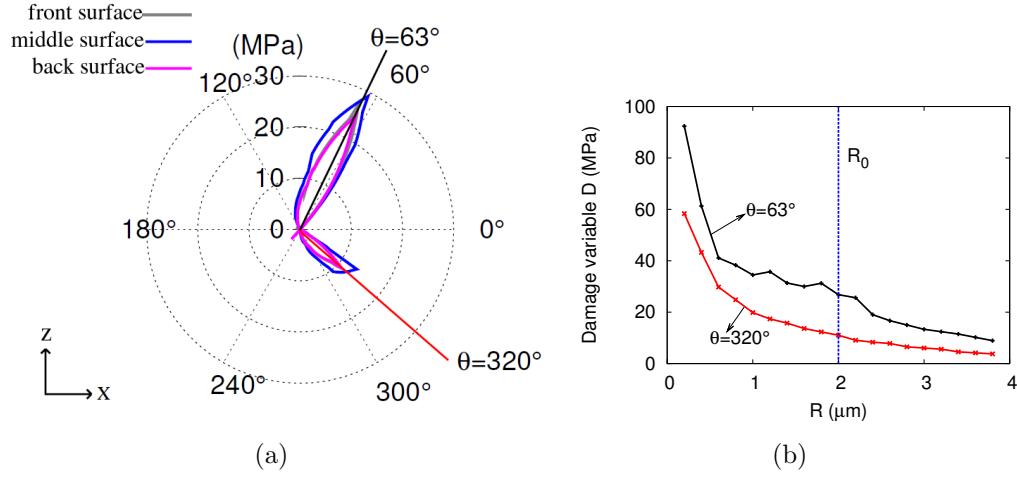 front surface
middle surface
back surface
(MPa)
θ=63°
120°
30
60°
20
10
180°
0
0°
θ=320°
240°
300°
z
x
(a)
Damage variable D (MPa)
100
80
60
40
20
0
R0
θ=63°
θ=320°
0
1
2
3
4
R (μm)
(b)